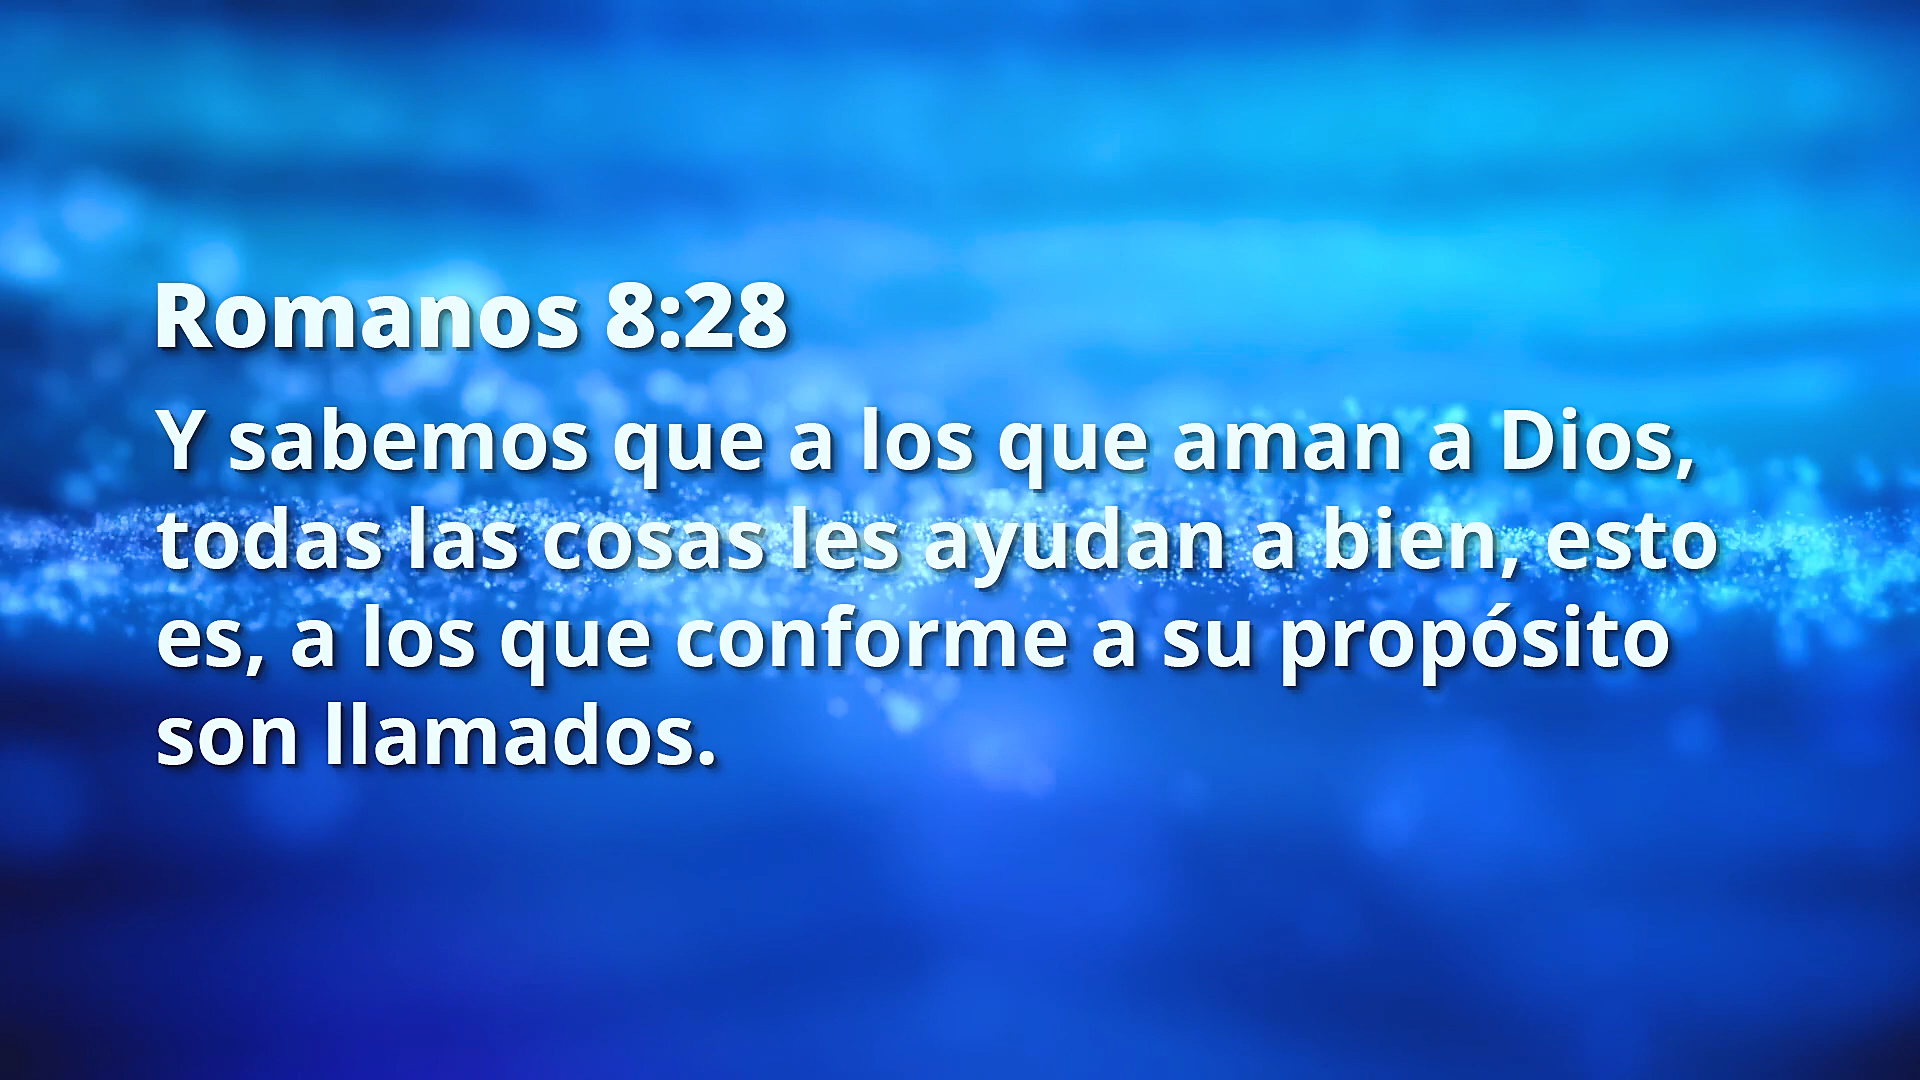 Romanos 8:28
Y sabemos que a los que aman a Dios,
todas las cosas les ayudan a bien, esto
es, a los que conforme a su propósito
son llamados.